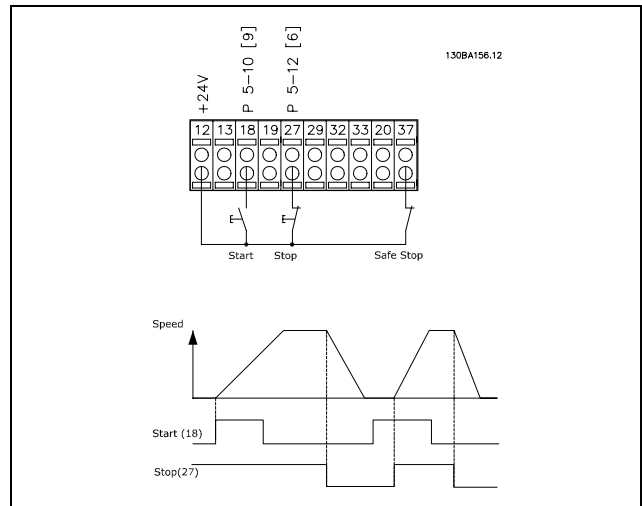 130BA156.12
+24V
P 5-10 [9]
P 5-12 [6]
12 13 18 19 27 29 32 33 20 37
Start Stop Safe Stop
Speed
Start (18)
Stop(27)